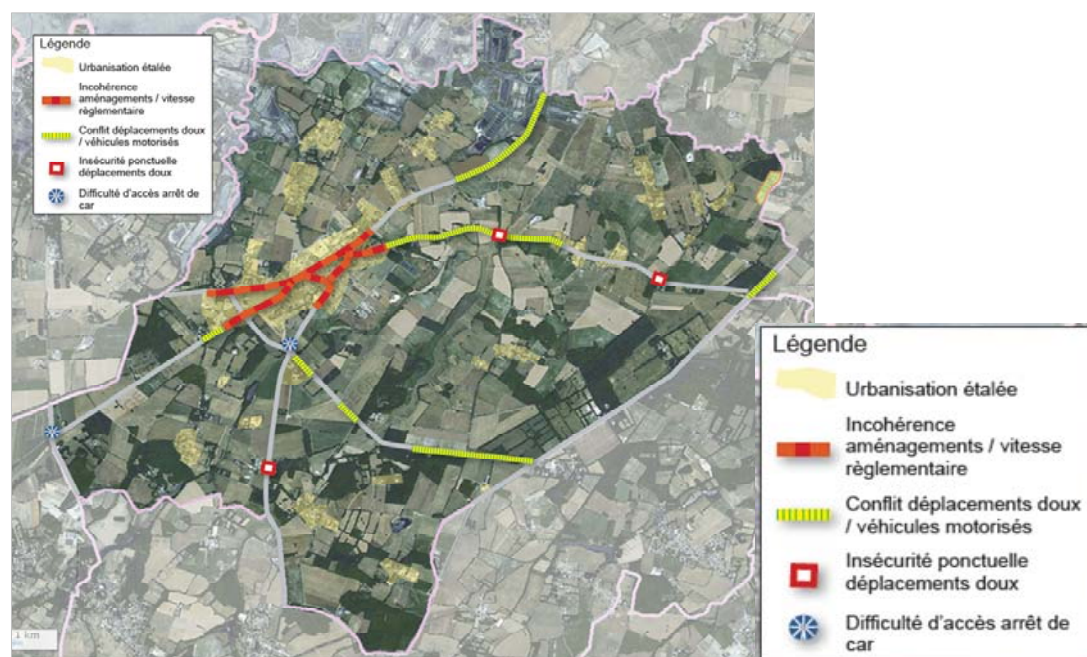 Légende
Urbanisation étalée
Incohérence
aménagements / vitesse
règlementaire
Conflit déplacements doux
/ véhicules motorisés
Insécurité ponctuelle
déplacements doux
Difficulté d'accès arrêt de
car
1 km
Légende
Urbanisation étalée
Incohérence
aménagements / vitesse
règlementaire
Conflit déplacements doux
/ véhicules motorisés
Insécurité ponctuelle
déplacements doux
Difficulté d'accès arrêt de
car